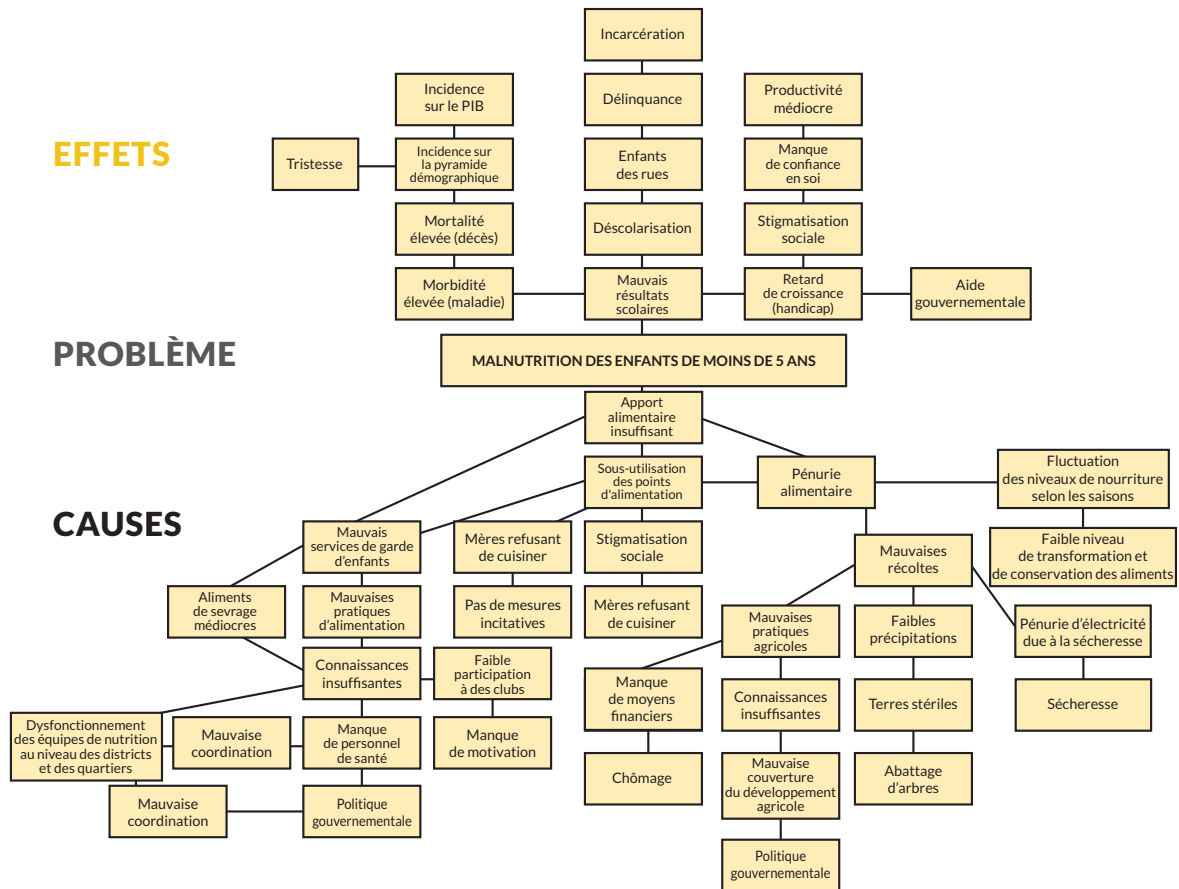 Incarcération
Incidence
sur le PIB
Délinquance
Productivité
médiocre
EFFETS
Tristesse
Incidence sur
la pyramide
démographique
Enfants
des rues
Manque
de confiance
en soi
Mortalité
élevée (décès)
Déscolarisation
Stigmatisation
sociale
Morbidité
élevée (maladie)
Mauvais
résultats
scolaires
Retard
de croissance
(handicap)
Aide
gouvernementale
PROBLÈME
MALNUTRITION DES ENFANTS DE MOINS DE 5 ANS
Apport
alimentaire
insuffisant
Sous-utilisation
des points
d'alimentation
Pénurie
alimentaire
Fluctuation
des niveaux de nourriture
selon les saisons
CAUSES
Mauvais
services de garde
d’enfants
Mères refusant
de cuisiner
Stigmatisation
sociale
Mauvaises
récoltes
Faible niveau
de transformation et
de conservation des aliments
Aliments
de sevrage
médiocres
Mauvaises
pratiques
d’alimentation
Pas de mesures
incitatives
Mères refusant
de cuisiner
Mauvaises
pratiques
agricoles
Faibles
précipitations
Pénurie d’électricité
due à la sécheresse
Connaissances
insuffisantes
Faible
participation
à des clubs
Manque
de moyens
financiers
Connaissances
insuffisantes
Terres stériles
Sécheresse
Dysfonctionnement
des équipes de nutrition
au niveau des districts
et des quartiers
Mauvaise
coordination
Manque
de personnel
de santé
Manque
de motivation
Chômage
Mauvaise
couverture
du développement
agricole
Abattage
d’arbres
Mauvaise
coordination
Politique
gouvernementale
Politique
gouvernementale